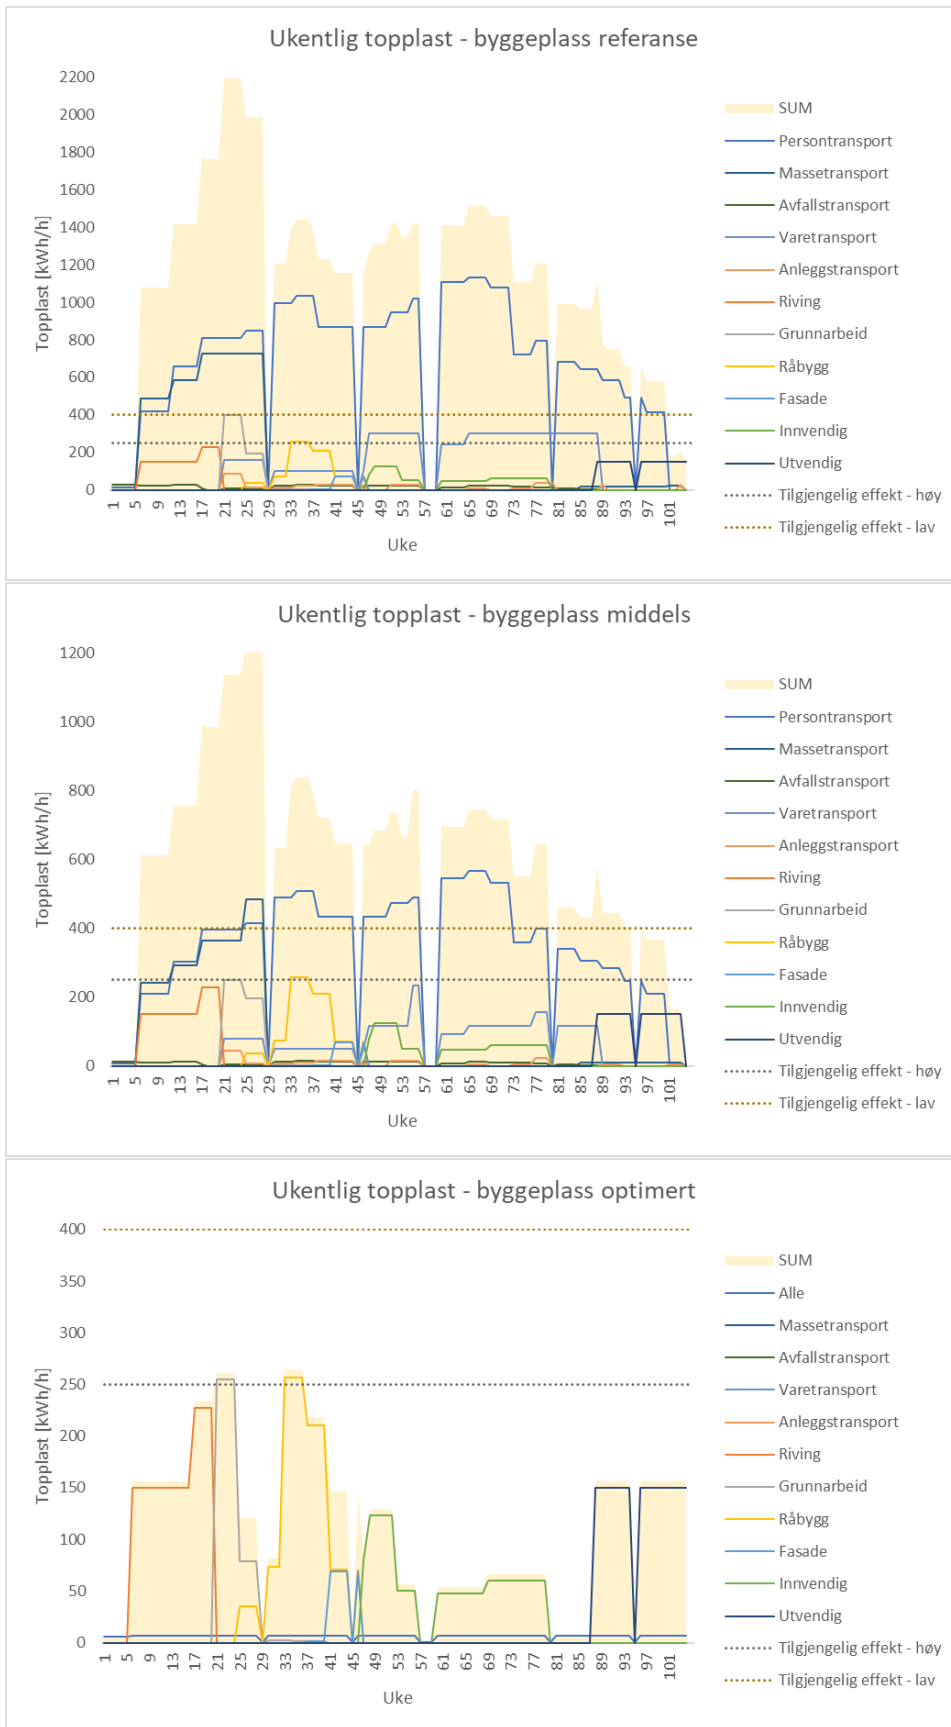 Ukentlig topplast - byggeplass referanse
2200
2000
1800
1600
1400
1200
1000
800
600
400
200
0
Topplast [kWh/h]
1 5 9 13 17 21 25 29 33 37 41 45 49 53 57 61 65 69 73 77 81 85 89 93 97 101
Uke
SUM
Persontransport
Massetransport
Avfallstransport
Varetransport
Anleggstransport
Riving
Grunnarbeid
Råbygg
Fasade
Innvendig
Utvendig
Tilgjengelig effekt - høy
Tilgjengelig effekt - lav
Ukentlig topplast - byggeplass middels
1200
1000
800
600
400
200
0
Topplast [kWh/h]
1 5 9 13 17 21 25 29 33 37 41 45 49 53 57 61 65 69 73 77 81 85 89 93 97 101
Uke
SUM
Persontransport
Massetransport
Avfallstransport
Varetransport
Anleggstransport
Riving
Grunnarbeid
Råbygg
Fasade
Innvendig
Utvendig
Tilgjengelig effekt - høy
Tilgjengelig effekt - lav
Ukentlig topplast - byggeplass optimert
400
350
300
250
200
150
100
50
0
Topplast [kWh/h]
1 5 9 13 17 21 25 29 33 37 41 45 49 53 57 61 65 69 73 77 81 85 89 93 97 101
Uke
SUM
Alle
Massetransport
Avfallstransport
Varetransport
Anleggstransport
Riving
Grunnarbeid
Råbygg
Fasade
Innvendig
Utvendig
Tilgjengelig effekt - høy
Tilgjengelig effekt - lav